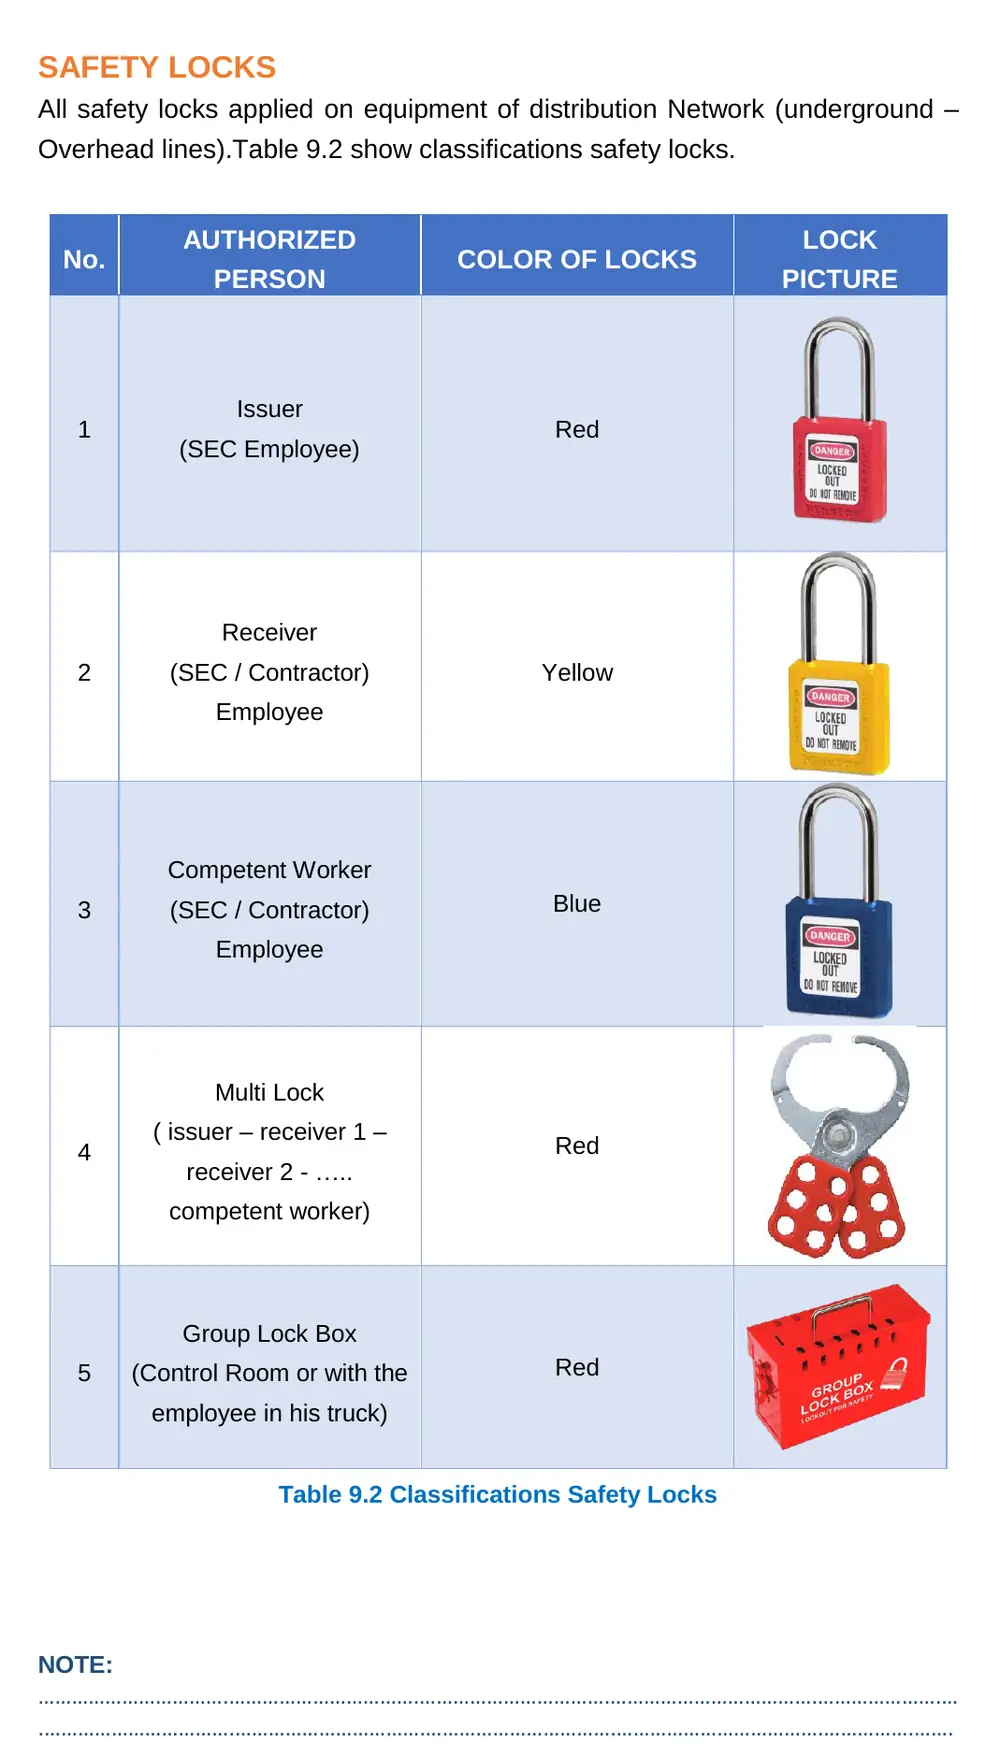 SAFETY LOCKS
All safety locks applied on equipment of distribution Network (underground –
Overhead lines).Table 9.2 show classifications safety locks.
No.
AUTHORIZED
PERSON
COLOR OF LOCKS
LOCK
PICTURE
1
Issuer
(SEC Employee)
Red
DANGER
LOCKED
OUT
DO NOT REMOVE
Master
2
Receiver
(SEC / Contractor)
Employee
Yellow
DANGER
LOCKED
OUT
DO NOT REMOVE
Master
3
Competent Worker
(SEC / Contractor)
Employee
Blue
DANGER
LOCKED
OUT
DO NOT REMOVE
4
Multi Lock
( issuer – receiver 1 –
receiver 2 - …..
competent worker)
Red
5
Group Lock Box
(Control Room or with the
employee in his truck)
Red
GROUP
LOCK BOX
LOCKOUT FOR SAFETY
Table 9.2 Classifications Safety Locks
NOTE: